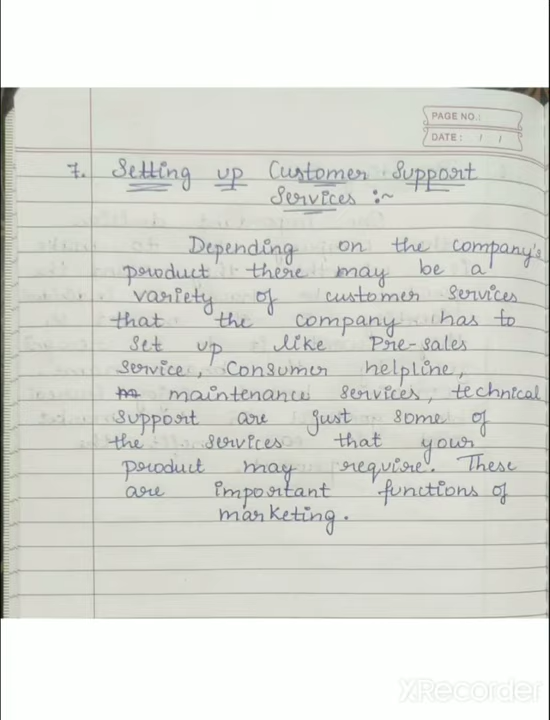 PAGE NO.:
DATE: / /
7. Setting up Customer Support
Services :~
Depending on the company's
product there may be a
variety of customer services
that the company has to
set up like Pre-sales
service, Consumer helpline,
m maintenance services, technical
support are just some of
the services that your
product may require. These
are important functions of
marketing.
XRecorder